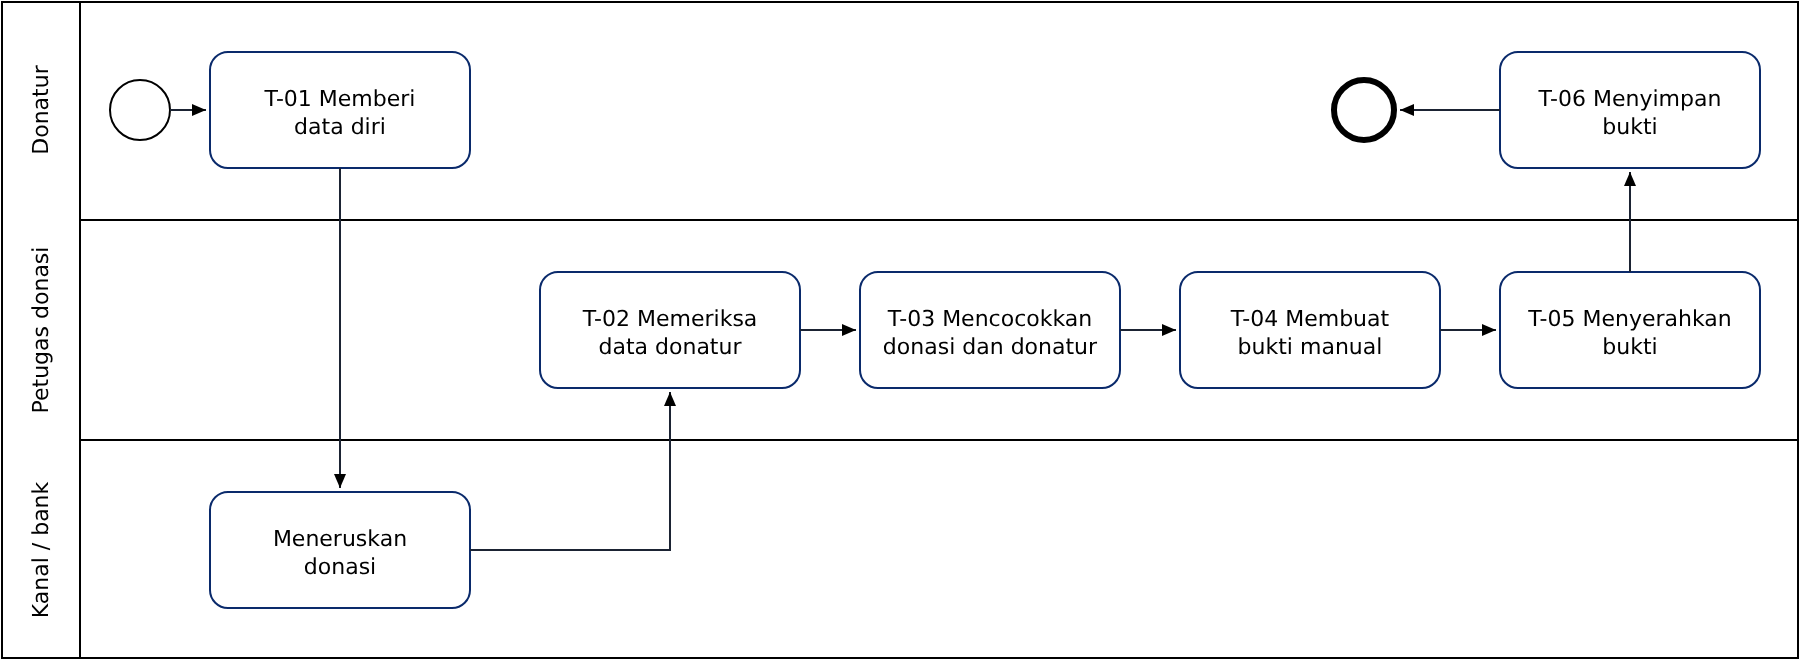 Donatur
T-01 Memberi
data diri
T-06 Menyimpan
bukti
Petugas donasi
T-02 Memeriksa
data donatur
T-03 Mencocokkan
donasi dan donatur
T-04 Membuat
bukti manual
T-05 Menyerahkan
bukti
Kanal / bank
Meneruskan
donasi